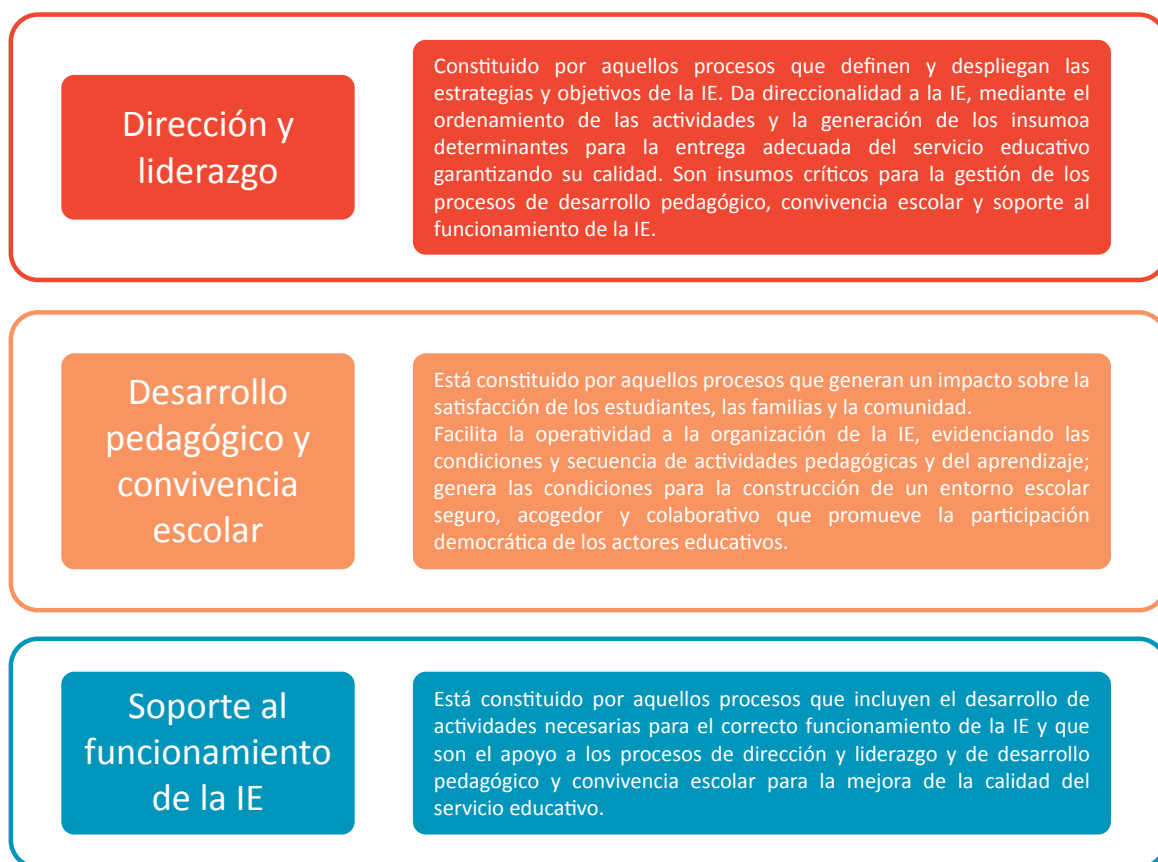 Dirección y
liderazgo
Constituido por aquellos procesos que definen y despliegan las
estrategias y objetivos de la IE. Da direccionalidad a la IE, mediante el
ordenamiento de las actividades y la generación de los insumoa
determinantes para la entrega adecuada del servicio educativo
garantizando su calidad. Son insumos críticos para la gestión de los
procesos de desarrollo pedagógico, convivencia escolar y soporte al
funcionamiento de la IE.
Desarrollo
pedagógico y
convivencia
escolar
Está constituido por aquellos procesos que generan un impacto sobre la
satisfacción de los estudiantes, las familias y la comunidad.
Facilita la operatividad a la organización de la IE, evidenciando las
condiciones y secuencia de actividades pedagógicas y del aprendizaje;
genera las condiciones para la construcción de un entorno escolar
seguro, acogedor y colaborativo que promueve la participación
democrática de los actores educativos.
Soporte al
funcionamiento
de la IE
Está constituido por aquellos procesos que incluyen el desarrollo de
actividades necesarias para el correcto funcionamiento de la IE y que
son el apoyo a los procesos de dirección y liderazgo y de desarrollo
pedagógico y convivencia escolar para la mejora de la calidad del
servicio educativo.